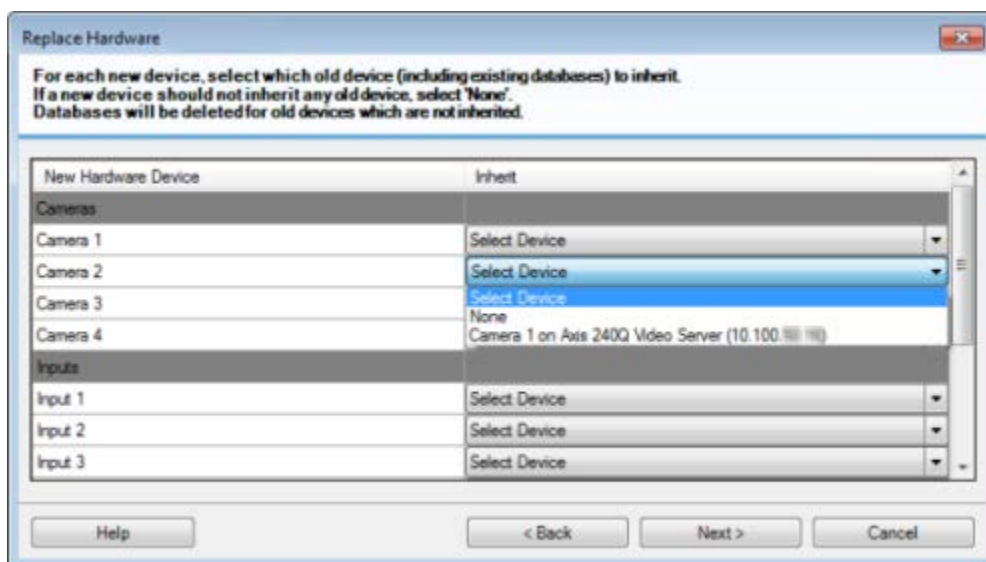 Replace Hardware
For each new device, select which old device (including existing databases) to inherit.
If a new device should not inherit any old device, select 'None'.
Databases will be deleted for old devices which are not inherited.
New Hardware Device Inherit
Cameras
Camera 1 Select Device
Camera 2 Select Device
Select Device
Camera 3
None
Camera 4 Camera 1 on Axis 240Q Video Server (10.100.
Inputs
Input 1 Select Device
Input 2 Select Device
Input 3 Select Device
Help < Back Next > Cancel